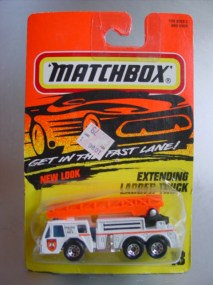 MATCHBOX
GET IN THE FAST LANE!
NEW LOOK
EXTENDING
LADDER TRUCK